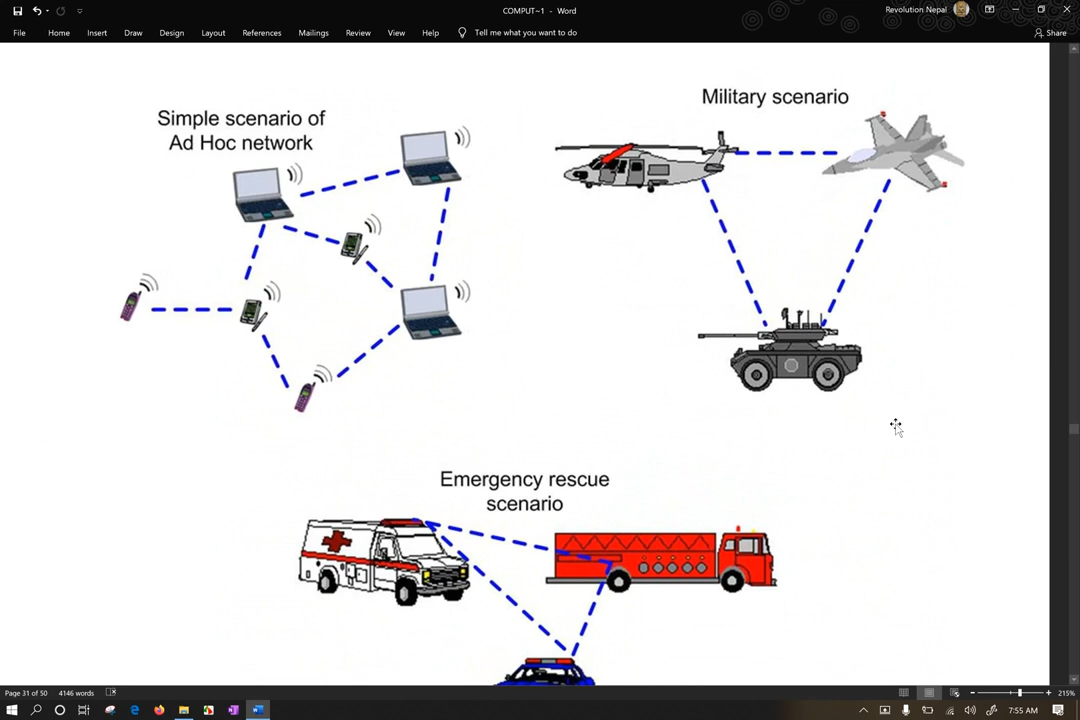 COMPUT~1 - Word
Revolution Nepal
File Home Insert Draw Design Layout References Mailings Review View Help Tell me what you want to do Share
Simple scenario of
Ad Hoc network
Military scenario
Emergency rescue
scenario
Page 31 of 50 4146 words 215%
7:55 AM